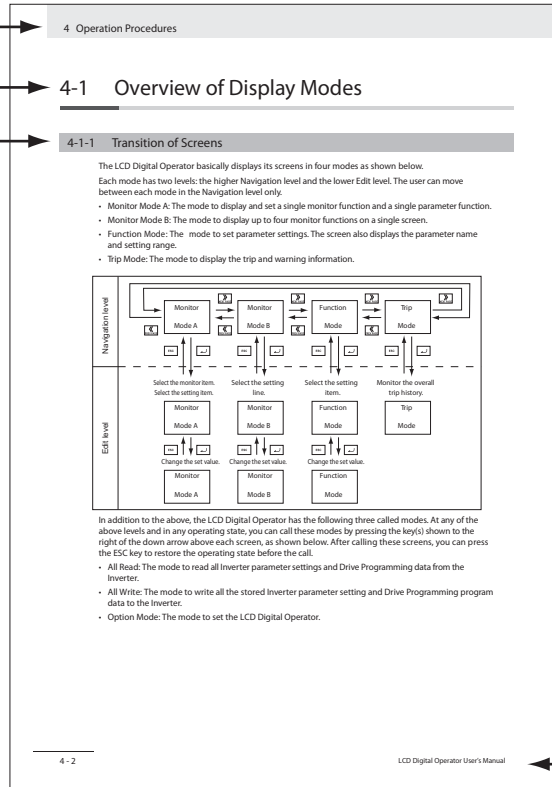 4 Operation Procedures
4-1 Overview of Display Modes
4-1-1 Transition of Screens
The LCD Digital Operator basically displays its screens in four modes as shown below.
Each mode has two levels: the higher Navigation level and the lower Edit level. The user can move
between each mode in the Navigation level only.
• Monitor Mode A: The mode to display and set a single monitor function and a single parameter function.
• Monitor Mode B: The mode to display up to four monitor functions on a single screen.
• Function Mode: The mode to set parameter settings. The screen also displays the parameter name
and setting range.
• Trip Mode: The mode to display the trip and warning information.
Navigation level
Monitor Monitor Function Trip
Mode A Mode B Mode Mode
ESC ESC ESC ESC
Edit level
Select the monitor item. Select the setting Select the setting Monitor the overall
Select the setting item. line. item. trip history.
Monitor Monitor Function Trip
Mode A Mode B Mode Mode
ESC ESC ESC
Change the set value. Change the set value. Change the set value.
Monitor Monitor Function
Mode A Mode B Mode
In addition to the above, the LCD Digital Operator has the following three called modes. At any of the
above levels and in any operating state, you can call these modes by pressing the key(s) shown to the
right of the down arrow above each screen, as shown below. After calling these screens, you can press
the ESC key to restore the operating state before the call.
• All Read: The mode to read all Inverter parameter settings and Drive Programming data from the
Inverter.
• All Write: The mode to write all the stored Inverter parameter setting and Drive Programming program
data to the Inverter.
• Option Mode: The mode to set the LCD Digital Operator.
4 - 2
LCD Digital Operator User's Manual